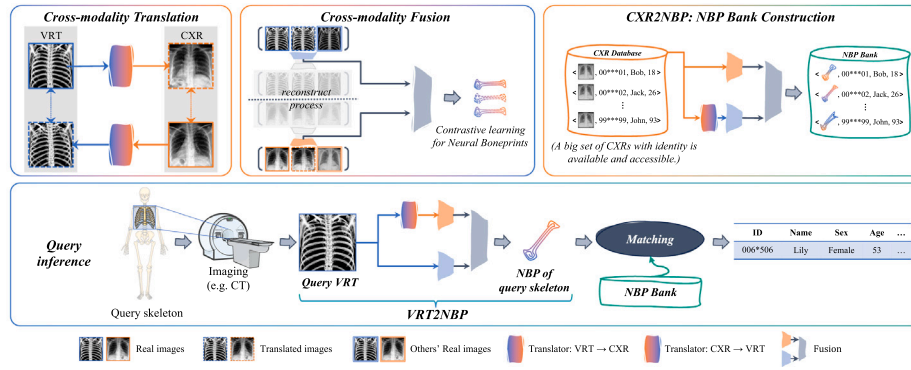 Cross-modality Translation
VRT
CXR
Cross-modality Fusion
reconstruct
process
Contrastive learning
for Neural Boneprints
CXR2NBP: NBP Bank Construction
CXR Database
< , 00***01, Bob, 18>
< , 00***02, Jack, 26>
⋮
< , 99***99, John, 93>
(A big set of CXRs with identity is
available and accessible.)
NBP Bank
< , 00***01, Bob, 18>
< , 00***02, Jack, 26>
⋮
< , 99***99, John, 93>
Query
inference
Query skeleton
Imaging
(e.g. CT)
Query VRT
NBP of
query skeleton
VRT2NBP
Matching
NBP Bank
ID Name Sex Age ...
006*506 Lily Female 53 ...
Real images
Translated images
Others' Real images
Translator: VRT → CXR
Translator: CXR → VRT
Fusion